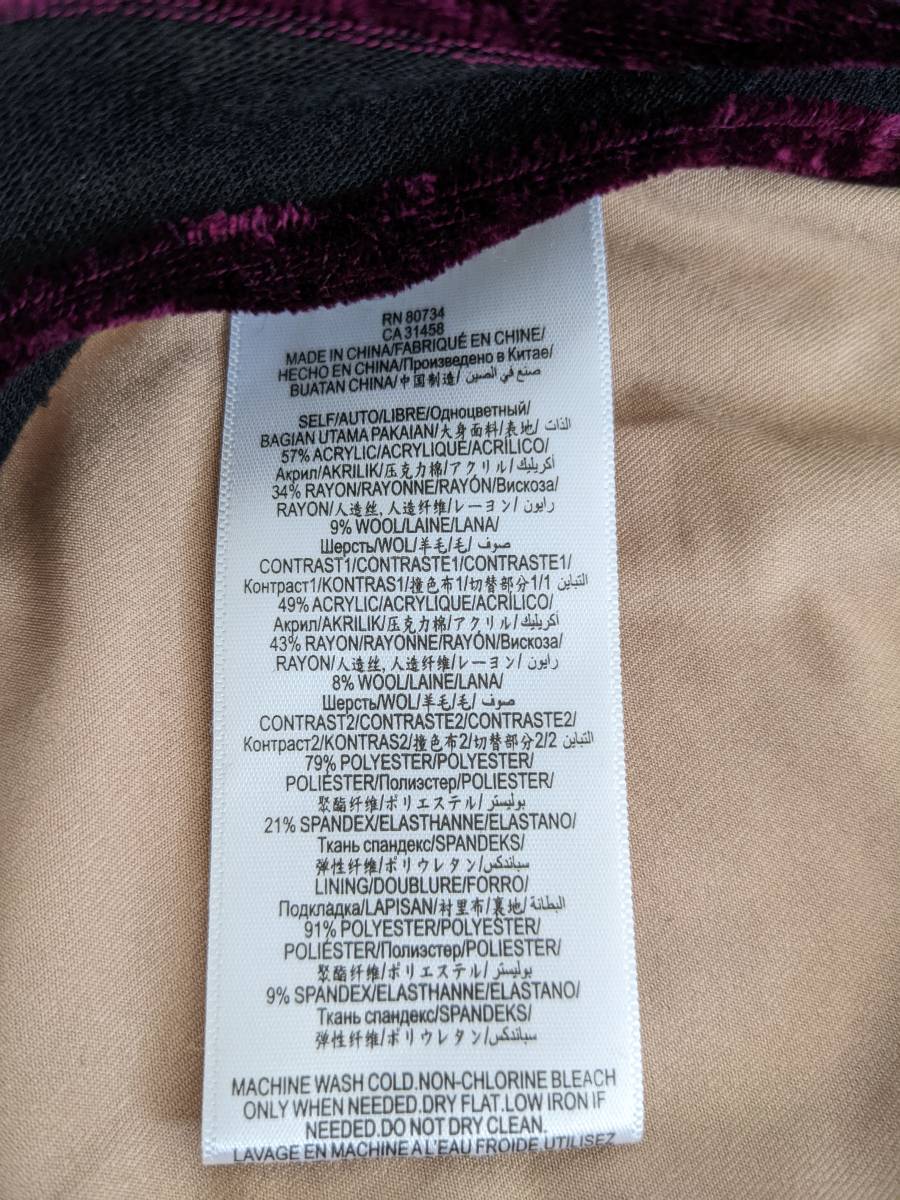 RN 80734
CA 31458
MADE IN CHINA/FABRIQUÉ EN CHINE/
HECHO EN CHINA/Произведено в Китае/
BUATAN CHINA/中国制造/ صنع في الصين
SELF/AUTO/LIBRE/Одноцветный/
BAGIAN UTAMA PAKAIAN/大身面料/表地/ الذات
57% ACRYLIC/ACRYLIQUE/ACRÍLICO/
Акрил/AKRILIK/压克力棉/アクリル/أكريليك
34% RAYON/RAYONNE/RAYÓN/Вискоза/
RAYON/人造丝,人造纤维/レーヨン/ رايون
9% WOOL/LAINE/LANA/
Шерсть/WOL/羊毛/毛/ صوف
CONTRAST1/CONTRASTE1/CONTRASTE1/
Контраст1/KONTRAS1/撞色布1/切替部分1/1 التباين
49% ACRYLIC/ACRYLIQUE/ACRÍLICO/
Акрил/AKRILIK/压克力棉/アクリル/أكريليك
43% RAYON/RAYONNE/RAYÓN/Вискоза/
RAYON/人造丝,人造纤维/レーヨン/ رايون
8% WOOL/LAINE/LANA/
Шерсть/WOL/羊毛/毛/ صوف
CONTRAST2/CONTRASTE2/CONTRASTE2/
Контраст2/KONTRAS2/撞色布2/切替部分2/2 التباين
79% POLYESTER/POLYESTER/
POLIÉSTER/Полиэстер/POLIESTER/
聚酯纤维/ポリエステル/ بوليستر
21% SPANDEX/ELASTHANNE/ELASTANO/
Ткань спандекс/SPANDEKS/
弹性纤维/ポリウレタン/سباندكس
LINING/DOUBLURE/FORRO/
Подкладка/LAPISAN/衬里布/裏地/ البطانة
91% POLYESTER/POLYESTER/
POLIÉSTER/Полиэстер/POLIESTER/
聚酯纤维/ポリエステル/ بوليستر
9% SPANDEX/ELASTHANNE/ELASTANO/
Ткань спандекс/SPANDEKS/
弹性纤维/ポリウレタン/سباندكس
MACHINE WASH COLD.NON-CHLORINE BLEACH
ONLY WHEN NEEDED.DRY FLAT.LOW IRON IF
NEEDED.DO NOT DRY CLEAN.
LAVAGE EN MACHINE A L'EAU FROIDE.UTILISEZ